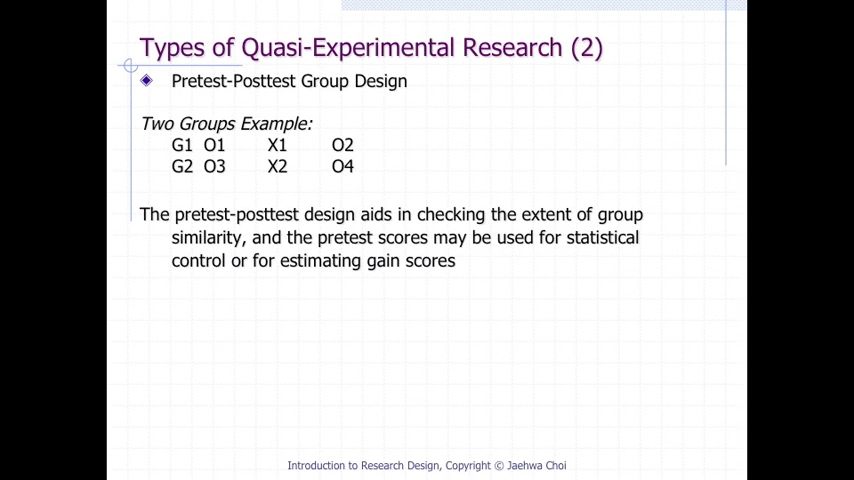 Types of Quasi-Experimental Research (2)
Pretest-Posttest Group Design
Two Groups Example:
G1 O1 X1 O2
G2 O3 X2 O4
The pretest-posttest design aids in checking the extent of group
similarity, and the pretest scores may be used for statistical
control or for estimating gain scores
Introduction to Research Design, Copyright © Jaehwa Choi